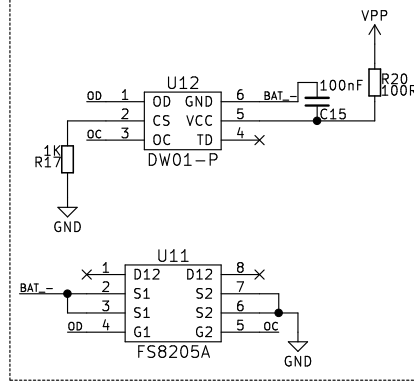 VPP
R20
100R
100nF
C15
U12
OD 1 OD GND 6 BAT_-
2 CS VCC 5
OC 3 OC TD 4
DW01-P
1K
R17
GND
U11
1 D12 D12 8
BAT_- 2 S1 S2 7
3 S1 S2 6
OD 4 G1 G2 5 OC
FS8205A
GND